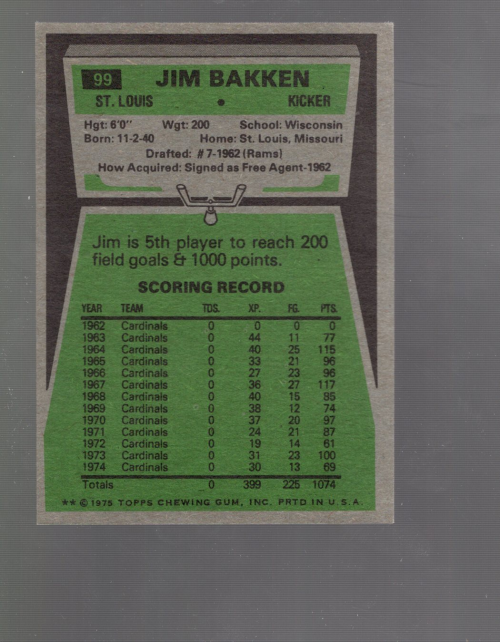 99 JIM BAKKEN
ST. LOUIS • KICKER
Hgt: 6'0" Wgt: 200 School: Wisconsin
Born: 11-2-40 Home: St. Louis, Missouri
Drafted: #7-1962 (Rams)
How Acquired: Signed as Free Agent-1962
Jim is 5th player to reach 200
field goals & 1000 points.
SCORING RECORD
YEAR TEAM TDS. XP. FG. PTS.
1962 Cardinals 0 0 0 0
1963 Cardinals 0 44 11 77
1964 Cardinals 0 40 25 115
1965 Cardinals 0 33 21 96
1966 Cardinals 0 27 23 96
1967 Cardinals 0 36 27 117
1968 Cardinals 0 40 15 85
1969 Cardinals 0 38 12 74
1970 Cardinals 0 37 20 97
1971 Cardinals 0 24 21 87
1972 Cardinals 0 19 14 61
1973 Cardinals 0 31 23 100
1974 Cardinals 0 30 13 69
Totals 0 399 225 1074
** © 1975 TOPPS CHEWING GUM, INC. PRTD IN U.S.A.